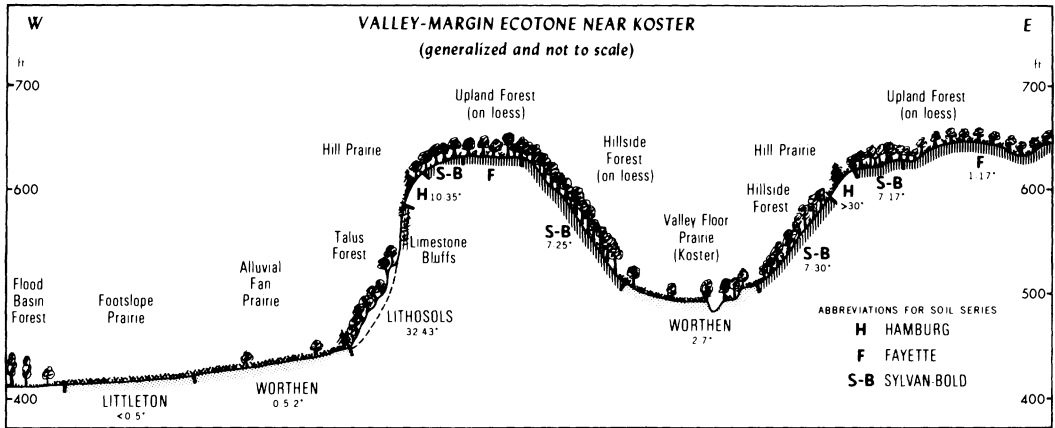 W
VALLEY-MARGIN ECOTONE NEAR KOSTER
E
(generalized and not to scale)
ft
ft
700
700
Upland Forest
(on loess)
Upland Forest
(on loess)
Hill Prairie
Hillside
Forest
(on loess)
Hill Prairie
S-B
F
H 10·35°
600
S-B
7·17°
F
1·17°
600
H
>30°
Hillside
Forest
S-B
7·25°
Valley Floor
Prairie
(Koster)
S-B
7·30°
Talus
Forest
Limestone
Bluffs
Alluvial
Fan
Prairie
Flood
Basin
Forest
Footslope
Prairie
LITHOSOLS
32·43°
500
500
WORTHEN
2·7°
ABBREVIATIONS FOR SOIL SERIES
H HAMBURG
F FAYETTE
S-B SYLVAN-BOLD
400
LITTLETON
<0·5°
WORTHEN
0·5·2°
400